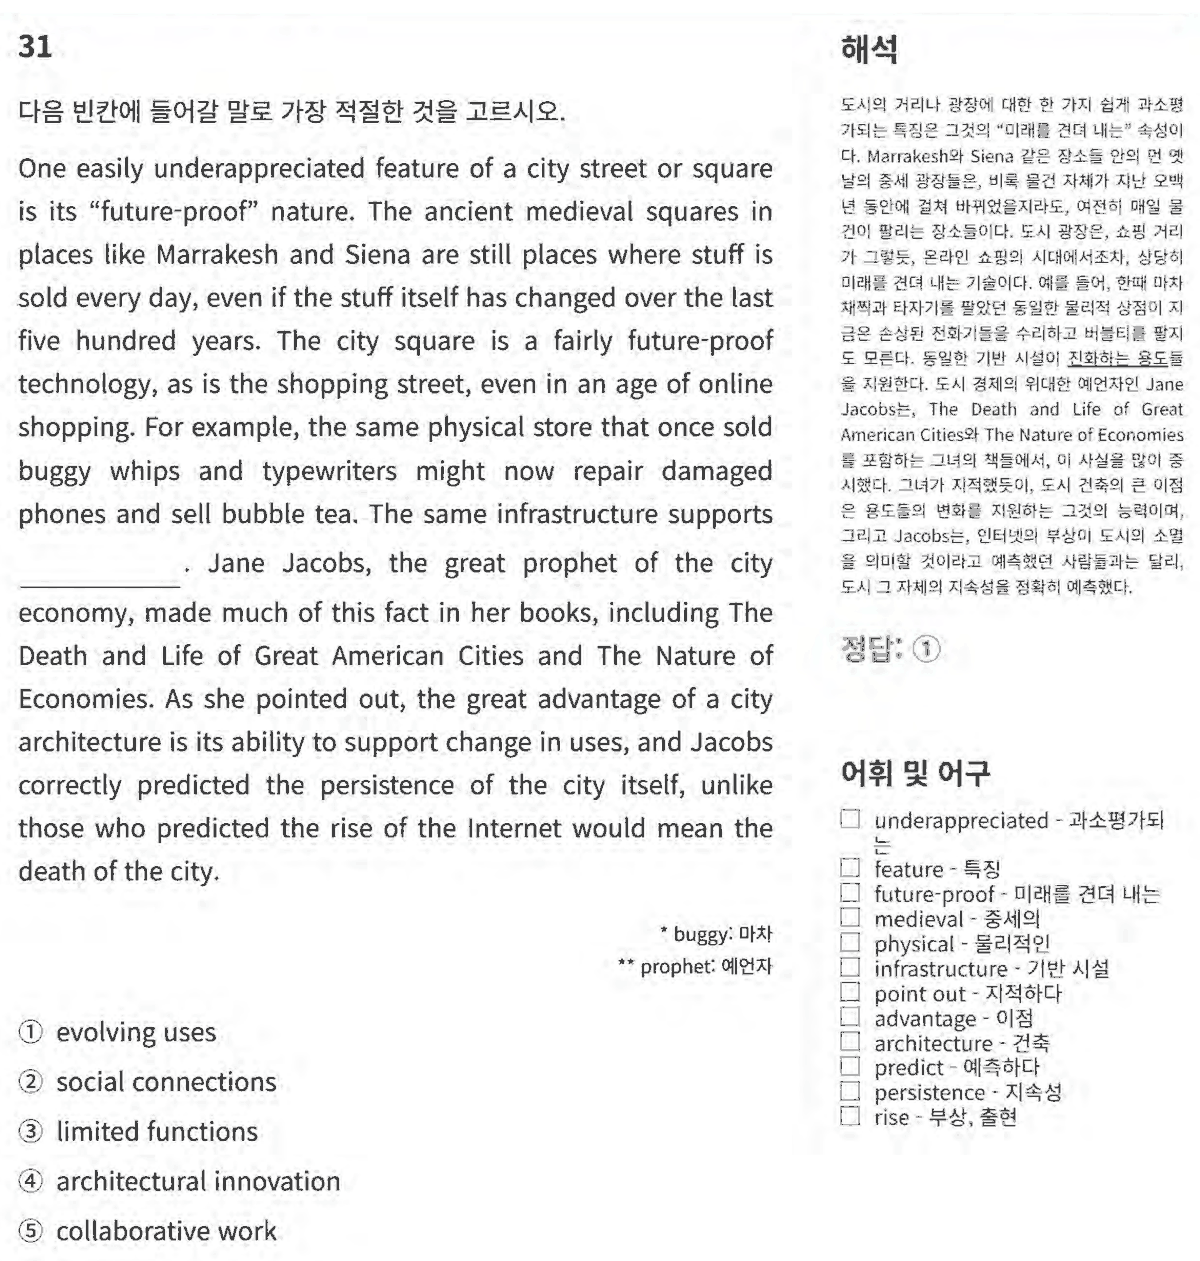 31
다음 빈칸에 들어갈 말로 가장 적절한 것을 고르시오.
One easily underappreciated feature of a city street or square
is its “future-proof” nature. The ancient medieval squares in
places like Marrakesh and Siena are still places where stuff is
sold every day, even if the stuff itself has changed over the last
five hundred years. The city square is a fairly future-proof
technology, as is the shopping street, even in an age of online
shopping. For example, the same physical store that once sold
buggy whips and typewriters might now repair damaged
phones and sell bubble tea. The same infrastructure supports
__________. Jane Jacobs, the great prophet of the city
economy, made much of this fact in her books, including The
Death and Life of Great American Cities and The Nature of
Economies. As she pointed out, the great advantage of a city
architecture is its ability to support change in uses, and Jacobs
correctly predicted the persistence of the city itself, unlike
those who predicted the rise of the Internet would mean the
death of the city.
* buggy: 마차
** prophet: 예언자
① evolving uses
② social connections
③ limited functions
④ architectural innovation
⑤ collaborative work
해석
도시의 거리나 광장에 대한 한 가지 쉽게 과소평
가되는 특징은 그것의 “미래를 견뎌 내는” 속성이
다. Marrakesh와 Siena 같은 장소들 안의 먼 옛
날의 중세 광장들은, 비록 물건 자체가 지난 오백
년 동안에 걸쳐 바뀌었을지라도, 여전히 매일 물
건이 팔리는 장소들이다. 도시 광장은, 쇼핑 거리
가 그렇듯, 온라인 쇼핑의 시대에서조차, 상당히
미래를 견뎌 내는 기술이다. 예를 들어, 한때 마차
채찍과 타자기를 팔았던 동일한 물리적 상점이 지
금은 손상된 전화기들을 수리하고 버블티를 팔지
도 모른다. 동일한 기반 시설이 진화하는 용도들
을 지원한다. 도시 경제의 위대한 예언자인 Jane
Jacobs는, The Death and Life of Great
American Cities와 The Nature of Economies
를 포함하는 그녀의 책들에서, 이 사실을 많이 중
시했다. 그녀가 지적했듯이, 도시 건축의 큰 이점
은 용도들의 변화를 지원하는 그것의 능력이며,
그리고 Jacobs는, 인터넷의 부상이 도시의 소멸
을 의미할 것이라고 예측했던 사람들과는 달리,
도시 그 자체의 지속성을 정확히 예측했다.
정답: ①
어휘 및 어구
□ underappreciated - 과소평가되
는
□ feature - 특징
□ future-proof - 미래를 견뎌 내는
□ medieval - 중세의
□ physical - 물리적인
□ infrastructure - 기반 시설
□ point out - 지적하다
□ advantage - 이점
□ architecture - 건축
□ predict - 예측하다
□ persistence - 지속성
□ rise - 부상, 출현